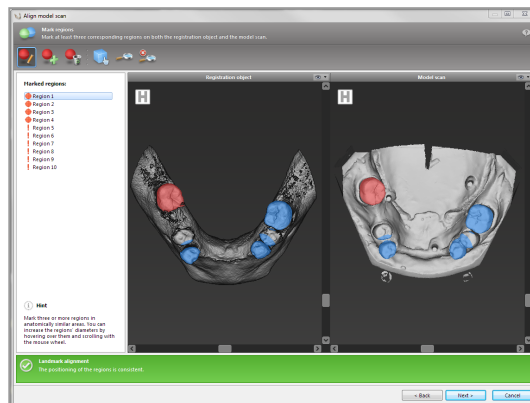 Align model scan
Mark regions
Mark at least three corresponding regions on both the registration object and the model scan.
Marked regions:
Region 1
Region 2
Region 3
Region 4
Region 5
Region 6
Region 7
Region 8
Region 9
Region 10
Hint
Mark three or more regions in
anatomically similar areas. You can
increase the regions' diameters by
hovering over them and scrolling with
the mouse wheel.
Registration object
H
Model scan
H
Landmark alignment
The positioning of the regions is consistent.
< Back
Next >
Cancel